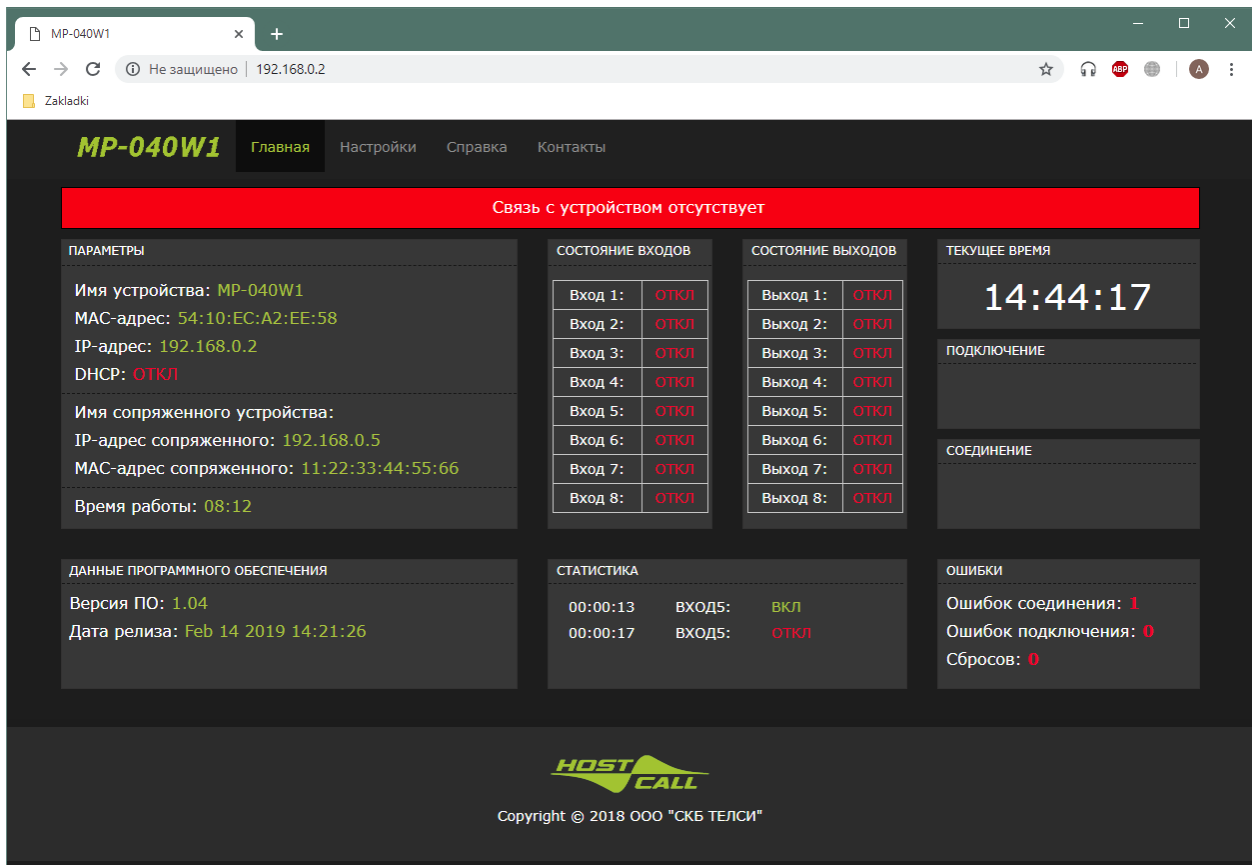 MP-040W1
Не защищено | 192.168.0.2
ABP
A
Zakladki
MP-040W1 Главная Настройки Справка Контакты
Связь с устройством отсутствует
ПАРАМЕТРЫ
Имя устройства: MP-040W1
MAC-адрес: 54:10:EC:A2:EE:58
IP-адрес: 192.168.0.2
DHCP: ОТКЛ
Имя сопряженного устройства:
IP-адрес сопряженного: 192.168.0.5
MAC-адрес сопряженного: 11:22:33:44:55:66
Время работы: 08:12
СОСТОЯНИЕ ВХОДОВ
Вход 1: ОТКЛ
Вход 2: ОТКЛ
Вход 3: ОТКЛ
Вход 4: ОТКЛ
Вход 5: ОТКЛ
Вход 6: ОТКЛ
Вход 7: ОТКЛ
Вход 8: ОТКЛ
СОСТОЯНИЕ ВЫХОДОВ
Выход 1: ОТКЛ
Выход 2: ОТКЛ
Выход 3: ОТКЛ
Выход 4: ОТКЛ
Выход 5: ОТКЛ
Выход 6: ОТКЛ
Выход 7: ОТКЛ
Выход 8: ОТКЛ
ТЕКУЩЕЕ ВРЕМЯ
14:44:17
ПОДКЛЮЧЕНИЕ
СОЕДИНЕНИЕ
ДАННЫЕ ПРОГРАММНОГО ОБЕСПЕЧЕНИЯ
Версия ПО: 1.04
Дата релиза: Feb 14 2019 14:21:26
СТАТИСТИКА
00:00:13 ВХОД5: ВКЛ
00:00:17 ВХОД5: ОТКЛ
ОШИБКИ
Ошибок соединения: 1
Ошибок подключения: 0
Сбросов: 0
HOST
CALL
Copyright © 2018 ООО "СКБ ТЕЛСИ"